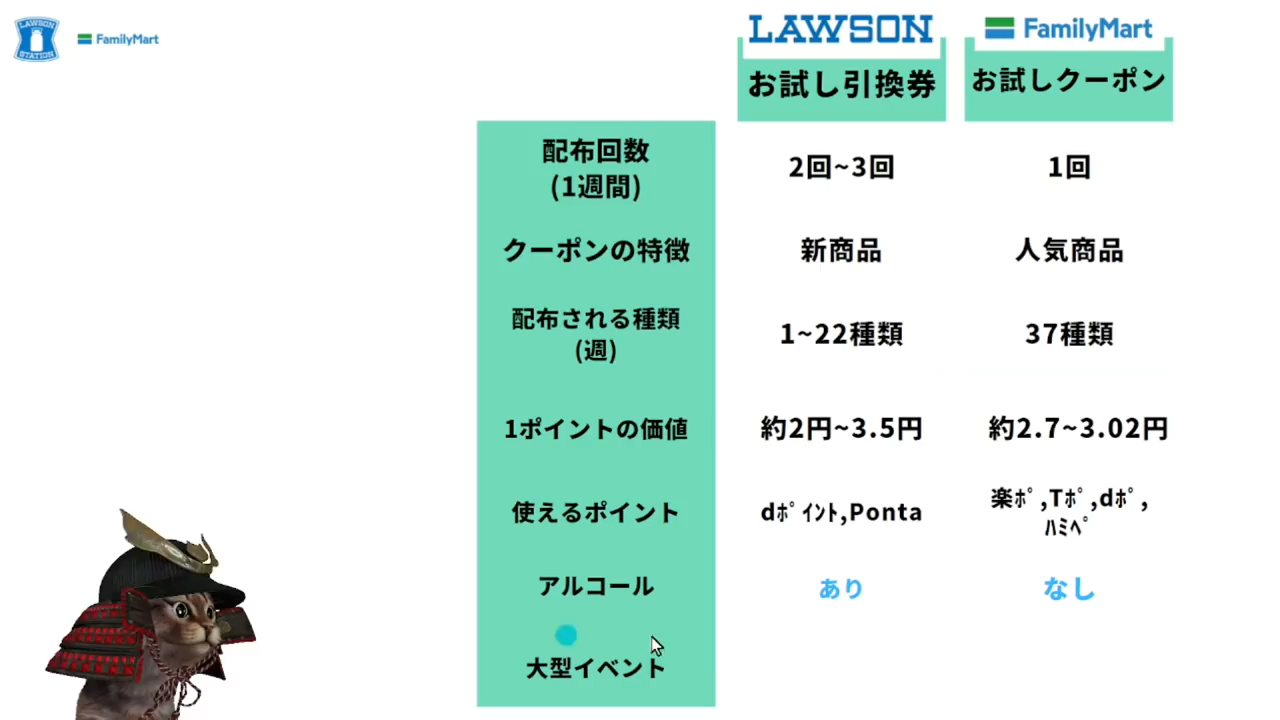 LAWSON
STATION
FamilyMart
LAWSON
FamilyMart
お試し引換券
お試しクーポン
配布回数
(1週間)
2回~3回
1回
クーポンの特徴
新商品
人気商品
配布される種類
(週)
1~22種類
37種類
1ポイントの価値
約2円~3.5円
約2.7~3.02円
使えるポイント
dﾎﾟｲﾝﾄ,Ponta
楽ﾎﾟ,Tﾎﾟ,dﾎﾟ,
ﾊﾐﾍﾟ
アルコール
あり
なし
大型イベント